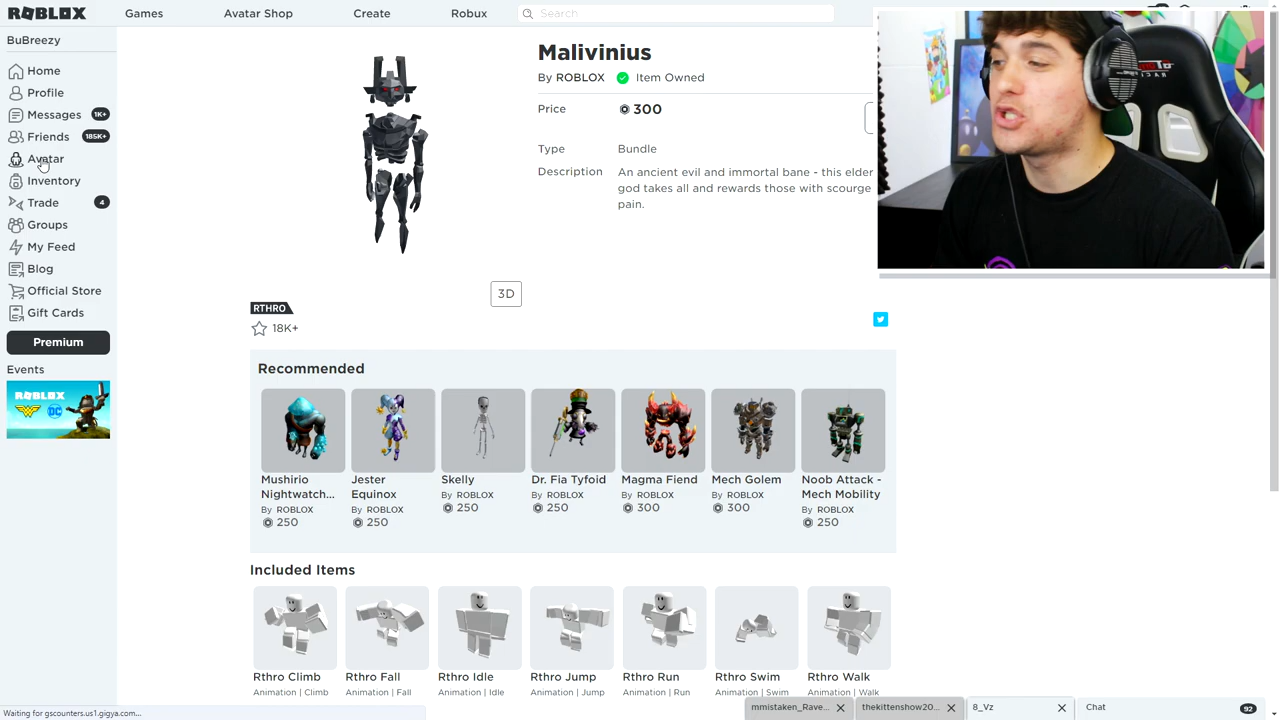 ROBLOX
Games
Avatar Shop
Create
Robux
Search
BuBreezy
Home
Profile
Messages 1K+
Friends 185K+
Avatar
Inventory
Trade 4
Groups
My Feed
Blog
Official Store
Gift Cards
Premium
Events
ROBLOX
DC
Malivinius
By ROBLOX Item Owned
Price 300
Type Bundle
Description An ancient evil and immortal bane - this elder
god takes all and rewards those with scourge
pain.
3D
RTHRO
18K+
Recommended
Mushirio
Nightwatch...
By ROBLOX
250
Jester
Equinox
By ROBLOX
250
Skelly
By ROBLOX
250
Dr. Fia Tyfoid
By ROBLOX
250
Magma Fiend
By ROBLOX
300
Mech Golem
By ROBLOX
300
Noob Attack -
Mech Mobility
By ROBLOX
250
Included Items
Rthro Climb
Animation | Climb
Rthro Fall
Animation | Fall
Rthro Idle
Animation | Idle
Rthro Jump
Animation | Jump
Rthro Run
Animation | Run
Rthro Swim
Animation | Swim
Rthro Walk
Animation | Walk
Waiting for gscounters.us1.gigya.com...
mmistaken_Rave...
thekittenshow20...
8_Vz
Chat
92